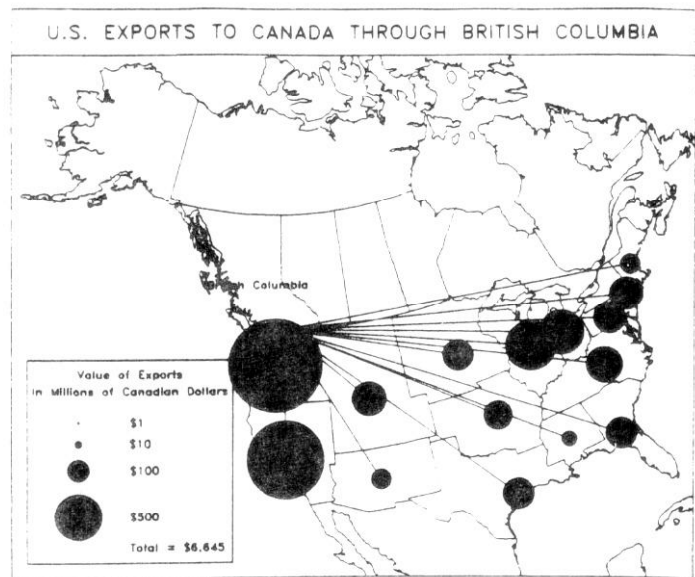 U.S. EXPORTS TO CANADA THROUGH BRITISH COLUMBIA
British Columbia
Value of Exports
in Millions of Canadian Dollars
$1
$10
$100
$500
Total = $6,645